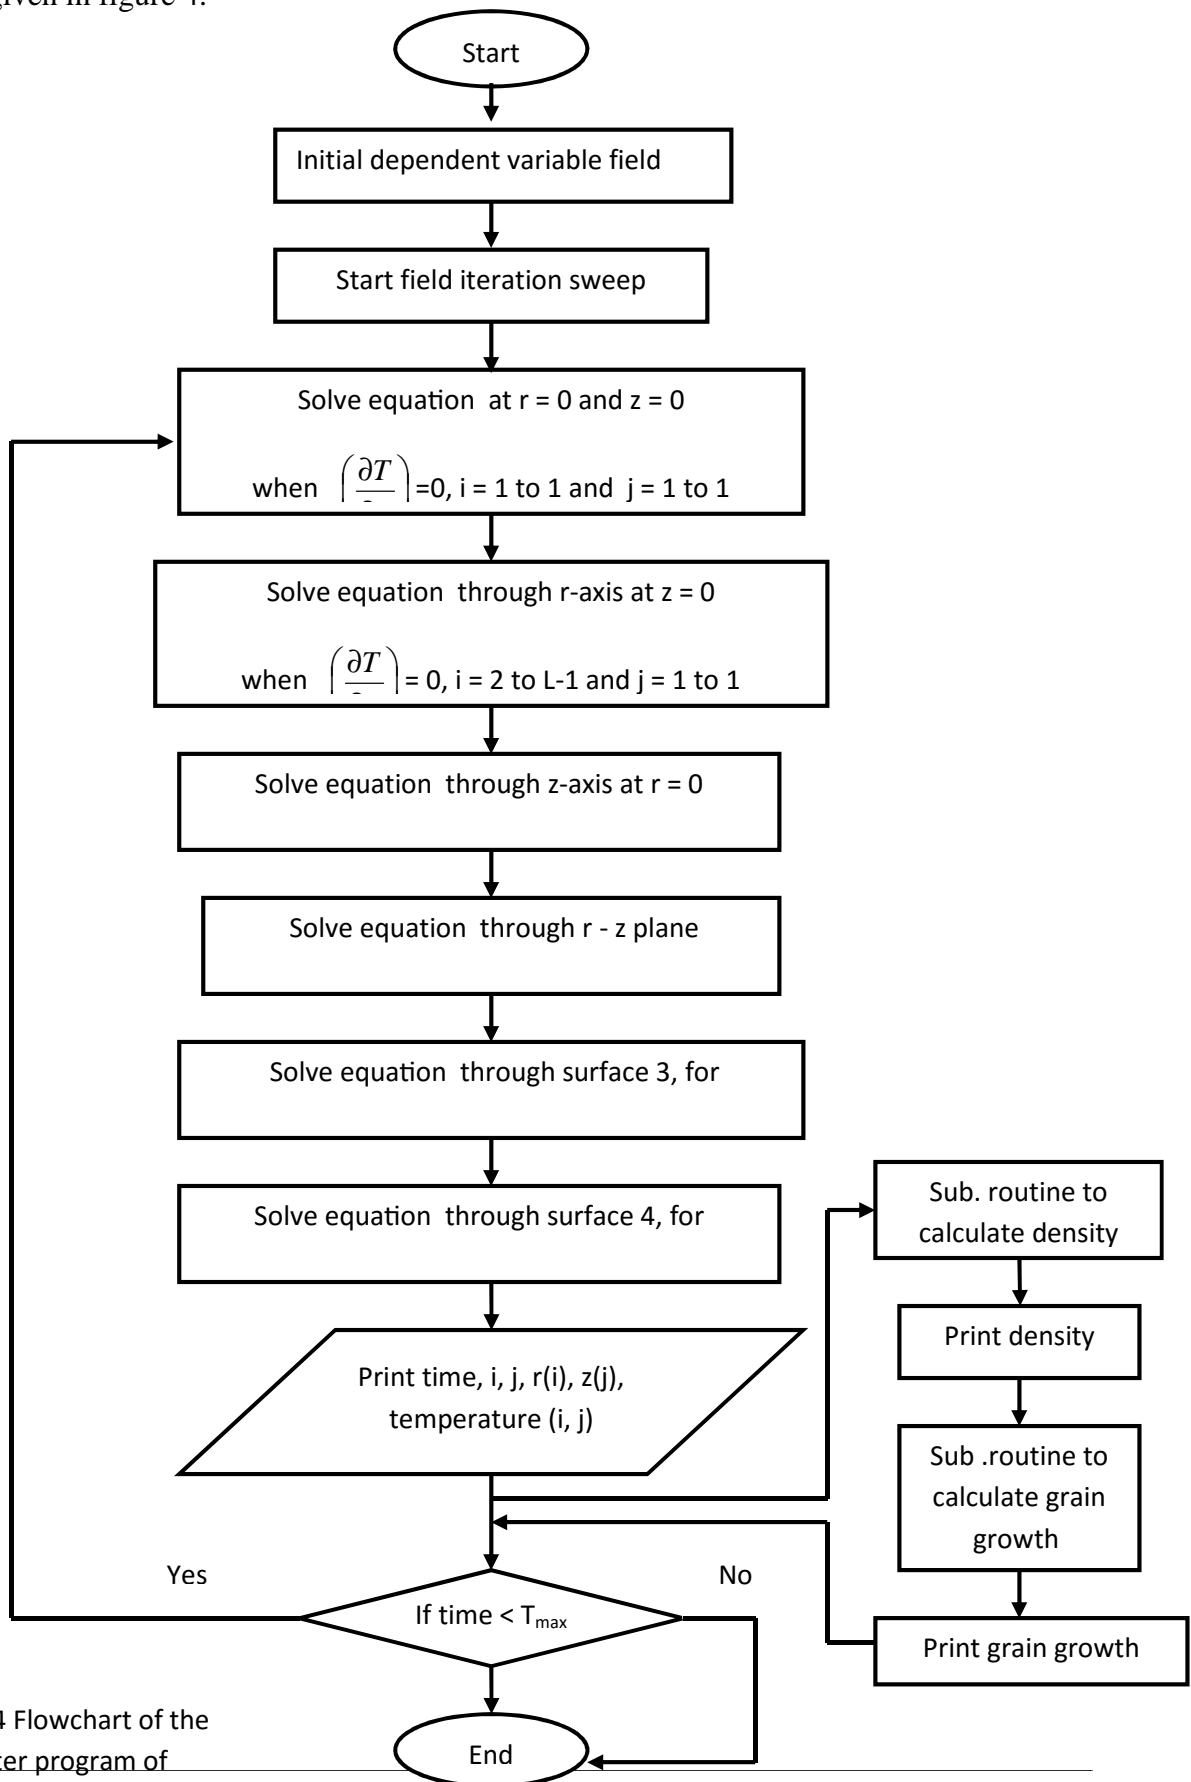 given in figure 4.
Start
Initial dependent variable field
Start field iteration sweep
Solve equation at r = 0 and z = 0
when (∂T) =0, i = 1 to 1 and j = 1 to 1
Solve equation through r-axis at z = 0
when (∂T) = 0, i = 2 to L-1 and j = 1 to 1
Solve equation through z-axis at r = 0
Solve equation through r - z plane
Solve equation through surface 3, for
Solve equation through surface 4, for
Print time, i, j, r(i), z(j),
temperature (i, j)
Sub. routine to
calculate density
Print density
Sub .routine to
calculate grain
growth
Print grain growth
Yes
No
If time < Tmax
End
4 Flowchart of the
ter program of